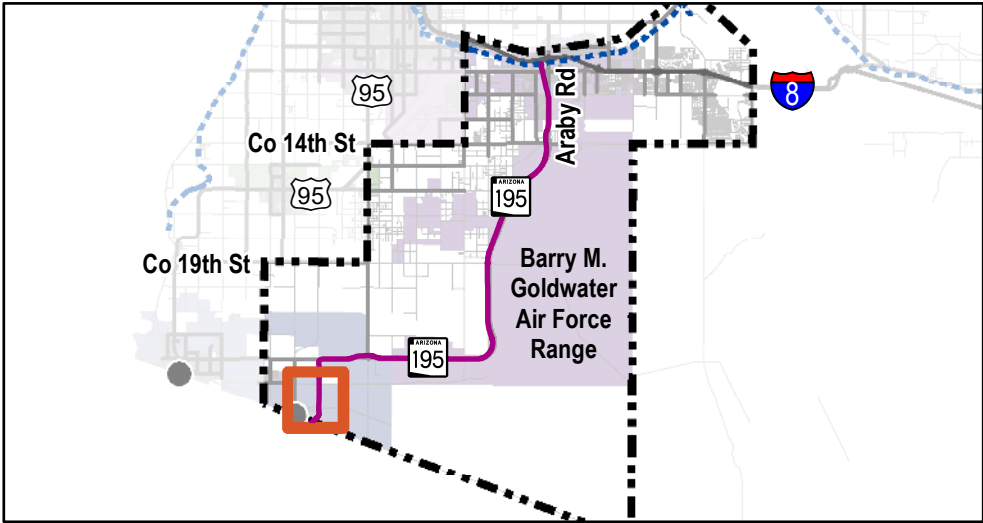 95
8
Araby Rd
Co 14th St
95
ARIZONA
195
Co 19th St
Barry M.
Goldwater
Air Force
Range
ARIZONA
195